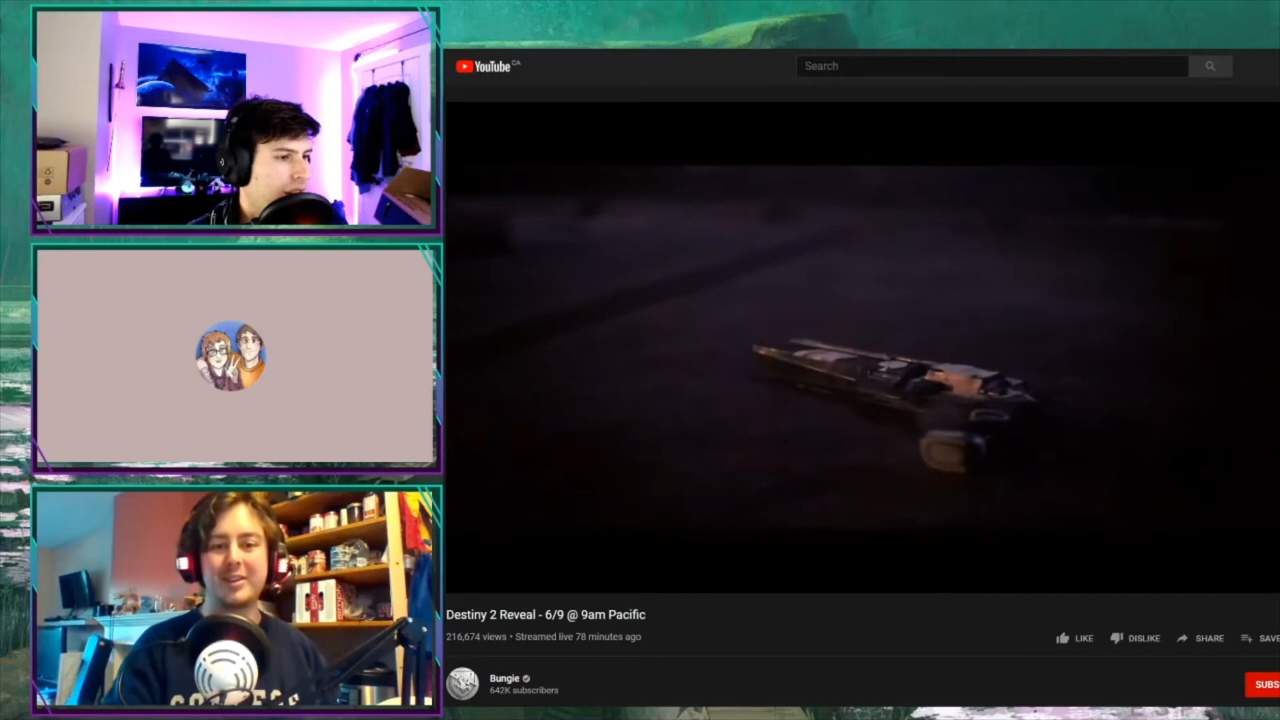 YouTube CA
Search
Destiny 2 Reveal - 6/9 @ 9am Pacific
216,674 views • Streamed live 78 minutes ago
LIKE
DISLIKE
SHARE
SAVE
Bungie
642K subscribers
SUBS